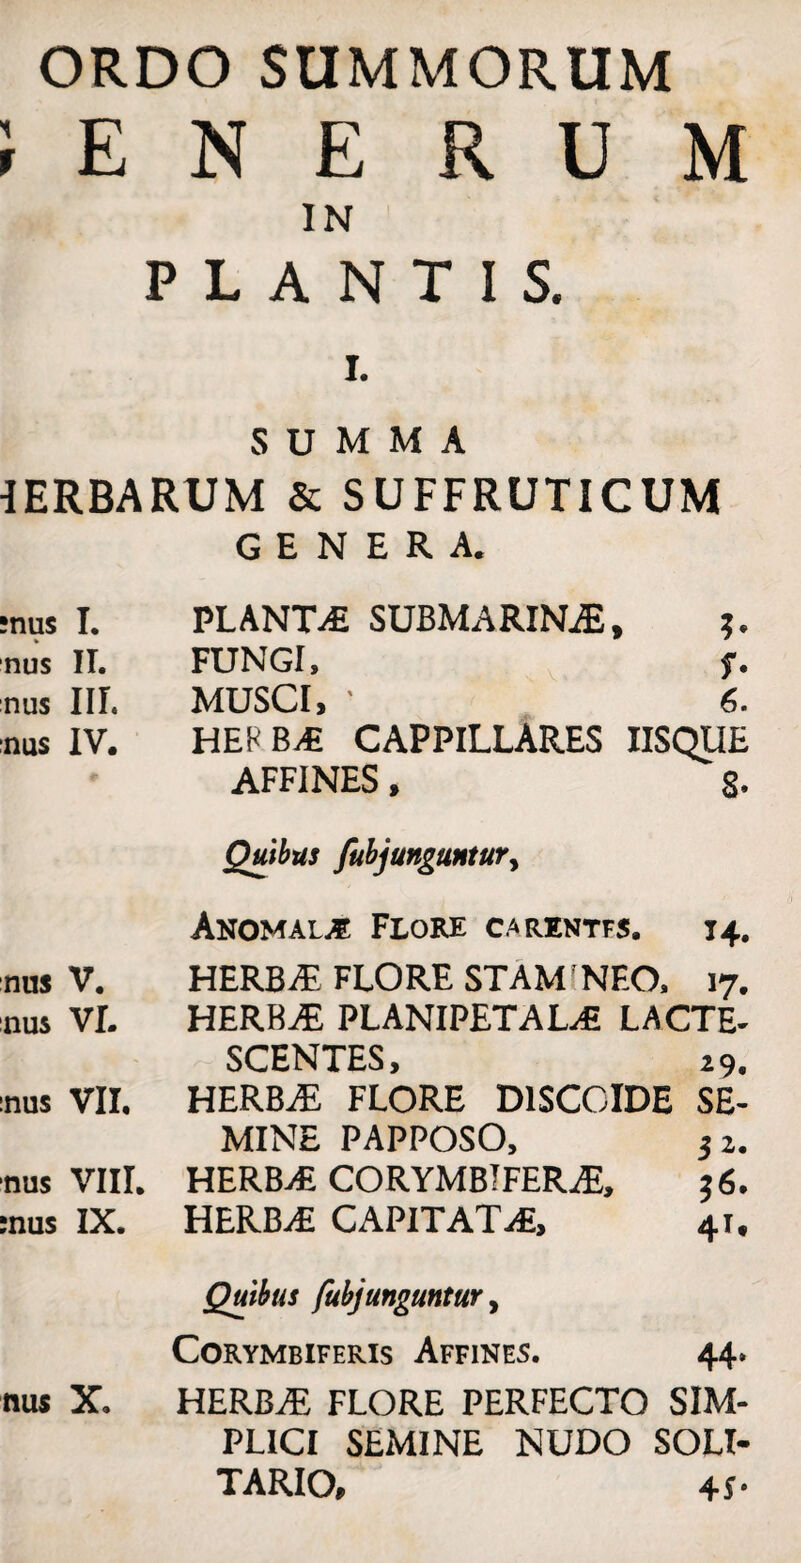 ORDO SUMMORUM
ENERUM
IN
PLANTIS.
I.
SUMMA
HERBARUM & SUFFRUTICUM
GENERA.
enus I. PLANTÆ SUBMARINÆ, 3.
nus II. FUNGI, 5.
nus III. MUSCI, 6.
nus IV. HERBÆ CAPPILLARES IISQUE
AFFINES, 8.
Quibus ſubjunguntur,
ANOMALÆ FLORE CARENTES. 14.
nus V. HERBÆ FLORE STAMINEO, 17.
nus VI. HERBÆ PLANIPETALÆ LACTE-
SCENTES, 29.
nus VII. HERBÆ FLORE DISCOIDE SE-
MINE PAPPOSO, 32.
nus VIII. HERBÆ CORYMBIFERÆ, 36.
enus IX. HERBÆ CAPITATÆ, 41.
Quibus ſubjunguntur,
CORYMBIFERIS AFFINES. 44.
nus X. HERBÆ FLORE PERFECTO SIM-
PLICI SEMINE NUDO SOLI-
TARIO, 45.